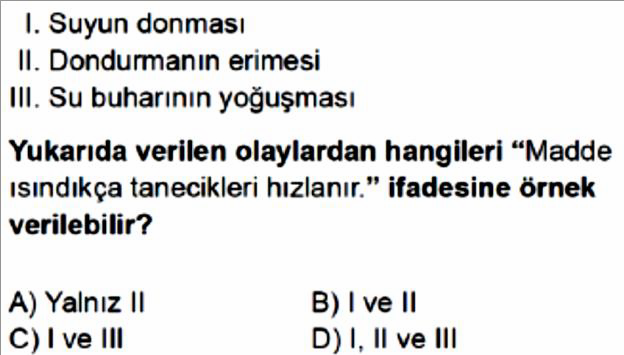 I. Suyun donması
II. Dondurmanın erimesi
III. Su buharının yoğuşması
Yukarıda verilen olaylardan hangileri “Madde
ısındıkça tanecikleri hızlanır.” ifadesine örnek
verilebilir?
A) Yalnız II B) I ve II
C) I ve III D) I, II ve III